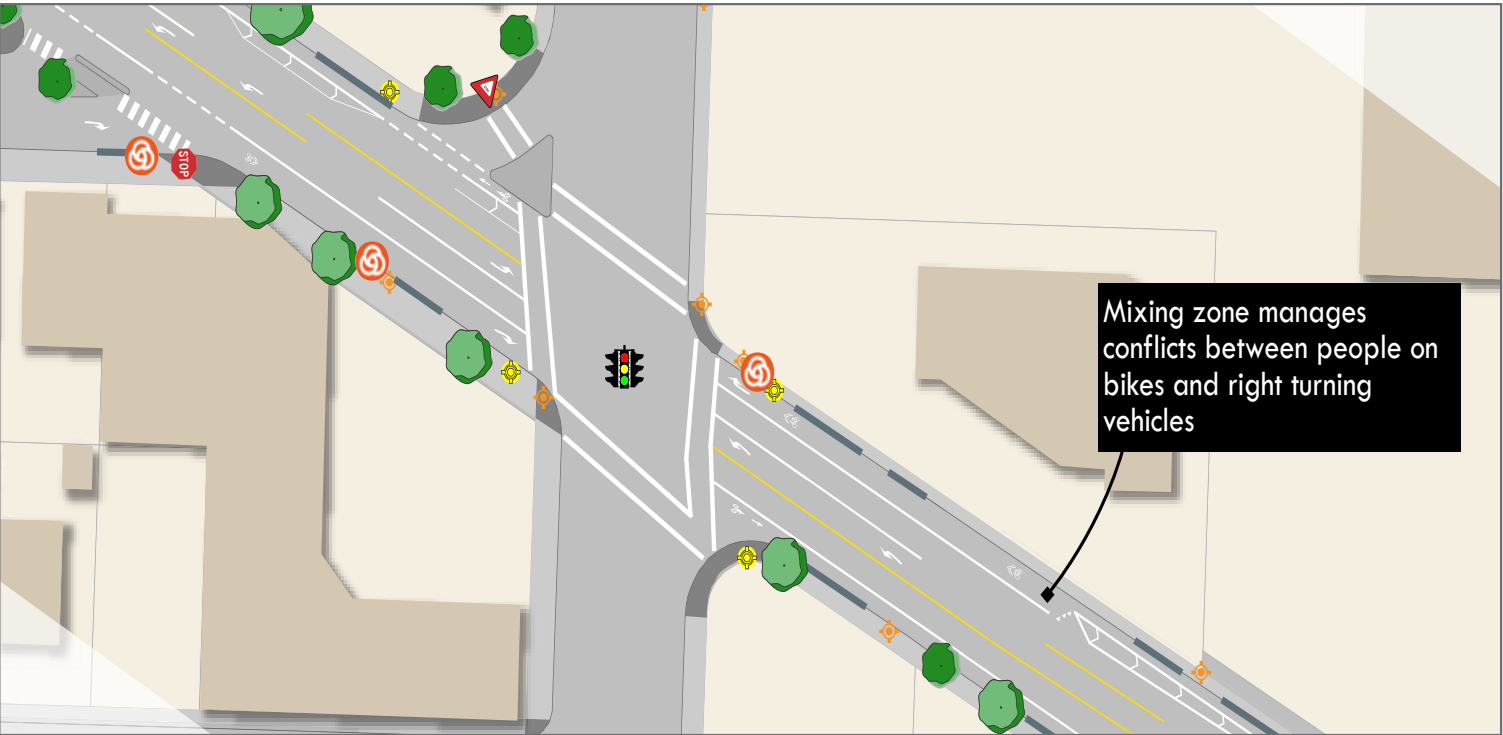 STOP
Mixing zone manages
conflicts between people on
bikes and right turning
vehicles